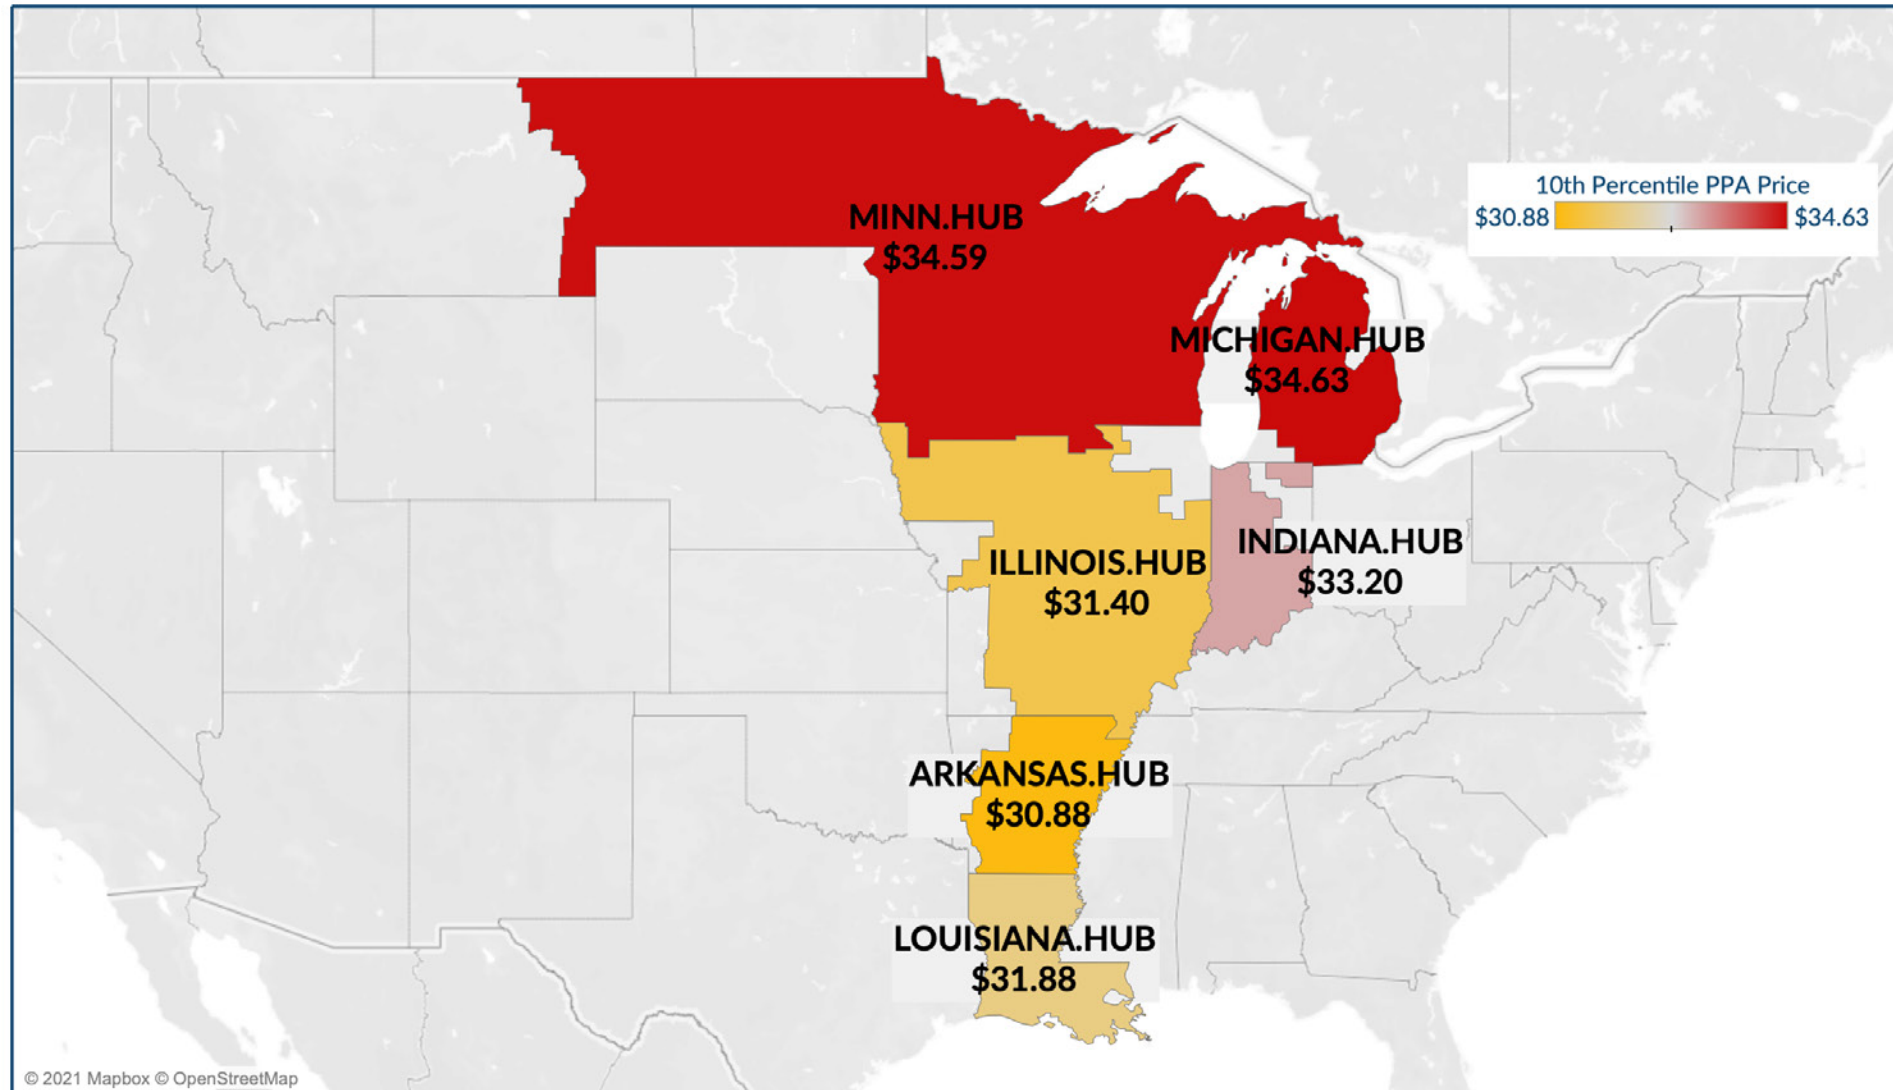 MINN.HUB
$34.59
10th Percentile PPA Price
$30.88 $34.63
MICHIGAN.HUB
$34.63
INDIANA.HUB
$33.20
ILLINOIS.HUB
$31.40
ARKANSAS.HUB
$30.88
LOUISIANA.HUB
$31.88
© 2021 Mapbox © OpenStreetMap